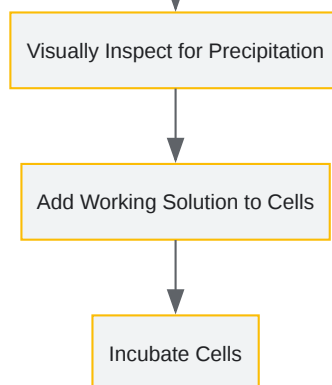 Visually Inspect for Precipitation
Add Working Solution to Cells
Incubate Cells